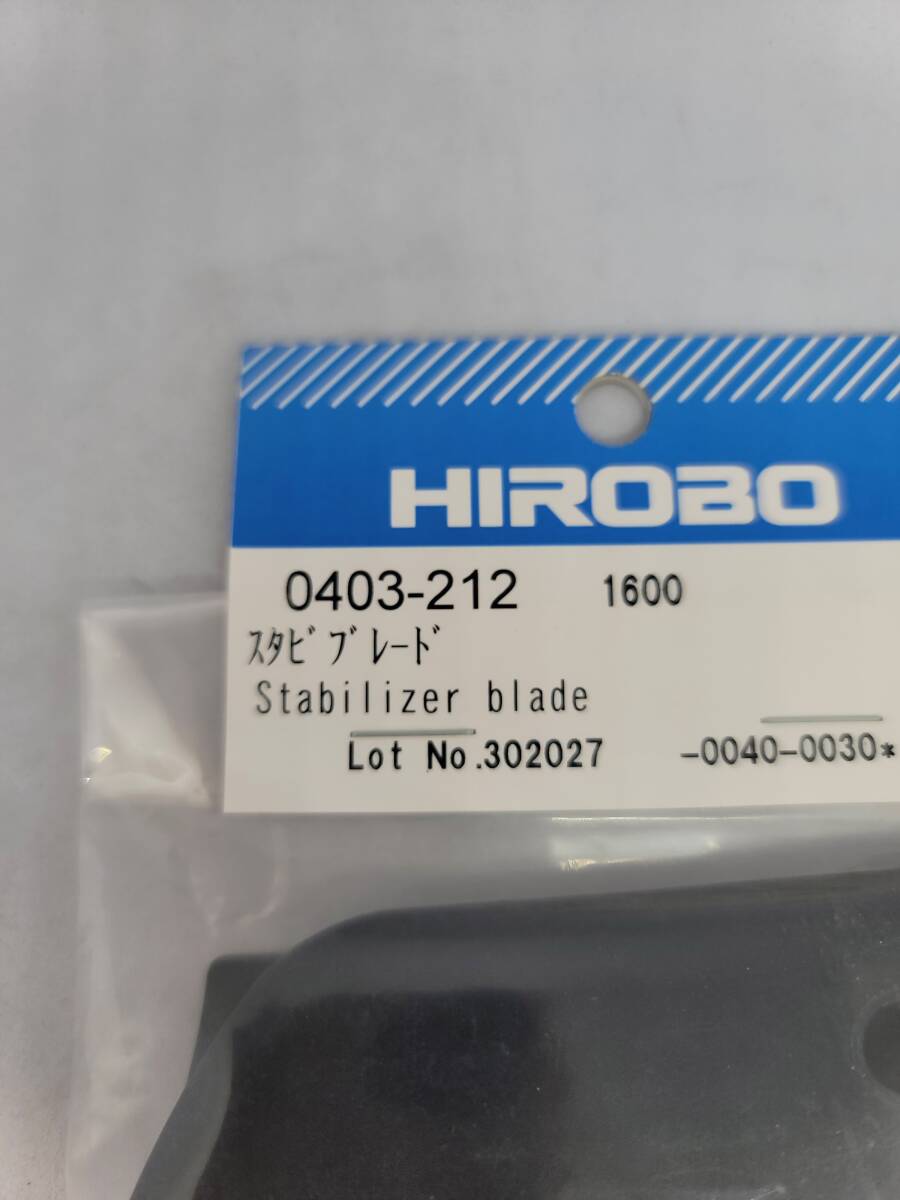 HIROBO
0403-212 1600
ｽﾀﾋﾞﾌﾞﾚｰﾄﾞ
Stabilizer blade
Lot No.302027 -0040-0030*